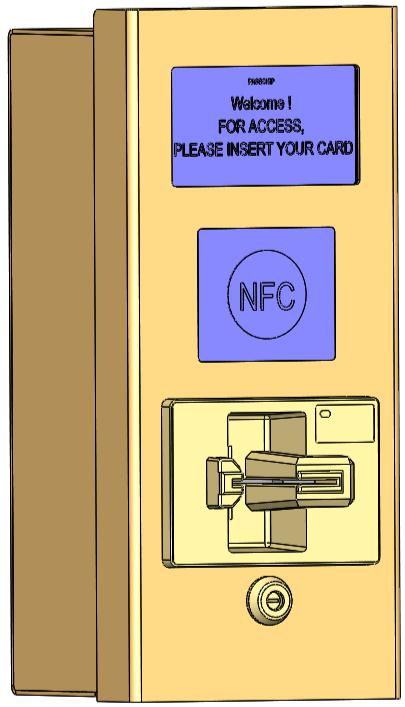 Welcome !
FOR ACCESS,
PLEASE INSERT YOUR CARD
NFC